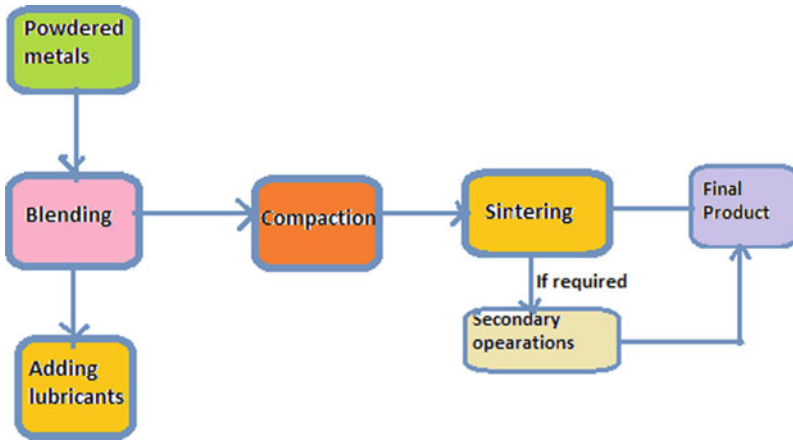 Powdered
metals
Blending
Adding
lubricants
Compaction
Sintering
If required
Secondary
opearations
Final
Product